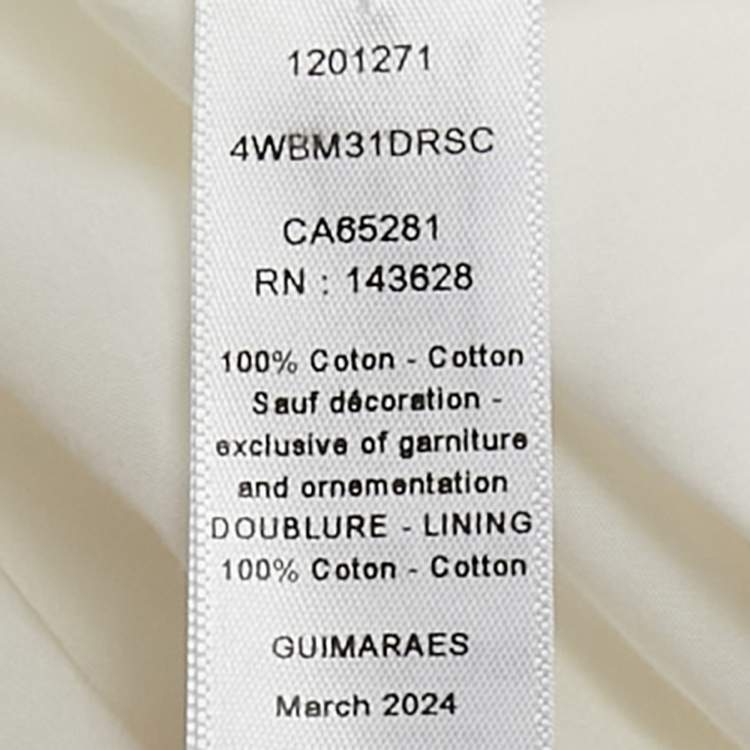 1201271
4WBM31DRSC
CA65281
RN : 143628
100% Coton - Cotton
Sauf décoration -
exclusive of garniture
and ornementation
DOUBLURE - LINING
100% Coton - Cotton
GUIMARAES
March 2024